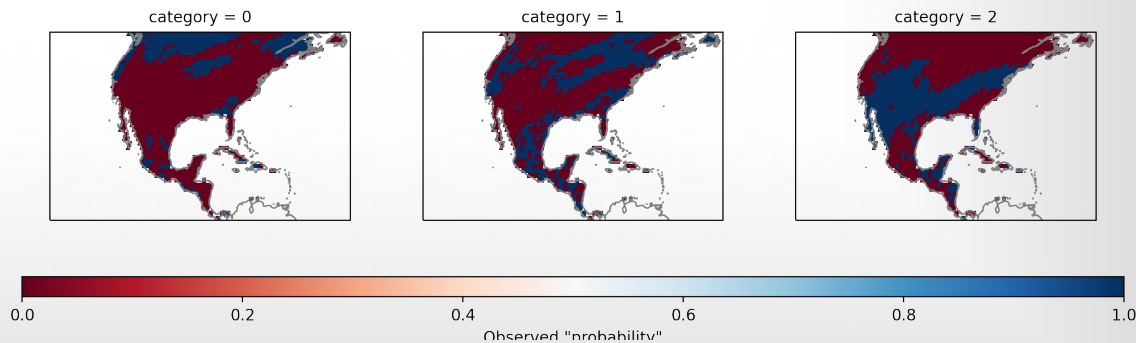 category = 0
category = 1
category = 2
0.0
0.2
0.4
0.6
0.8
1.0
Observed "probability"